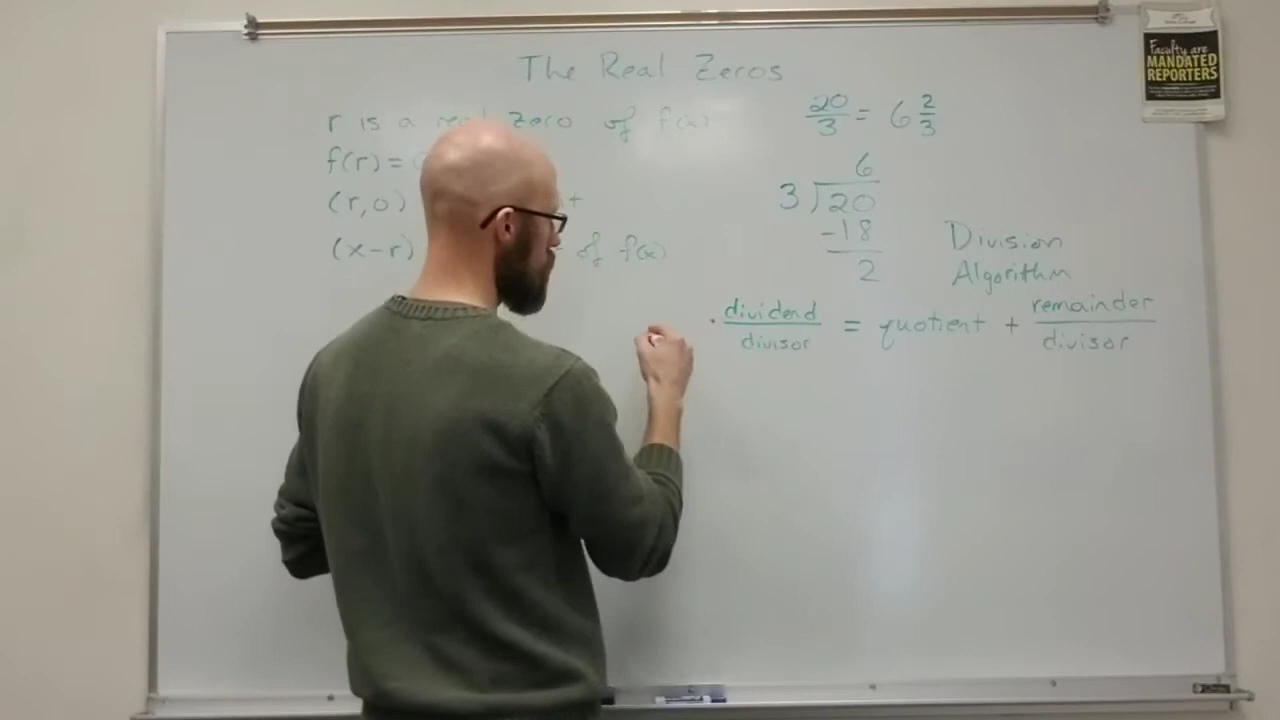 The Real Zeros
r is a real zero of f(x)
f(r) =
(r, 0)
(x-r) of f(x)
20/3 = 6 2/3
6
3 20
-18
2
Division
Algorithm
dividend/divisor = quotient + remainder/divisor
Faculty are
MANDATED
REPORTERS